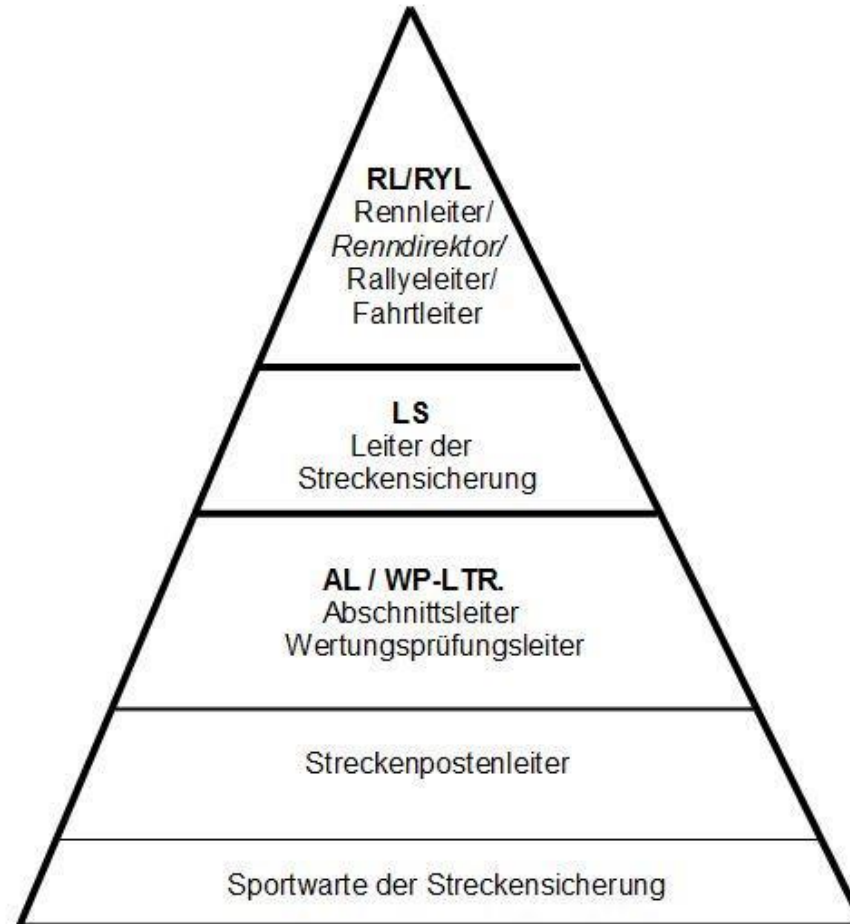 RL/RYL
Rennleiter/
Renndirektor/
Rallyeleiter/
Fahrtleiter
LS
Leiter der
Streckensicherung
AL / WP-LTR.
Abschnittsleiter
Wertungsprüfungsleiter
Streckenpostenleiter
Sportwarte der Streckensicherung